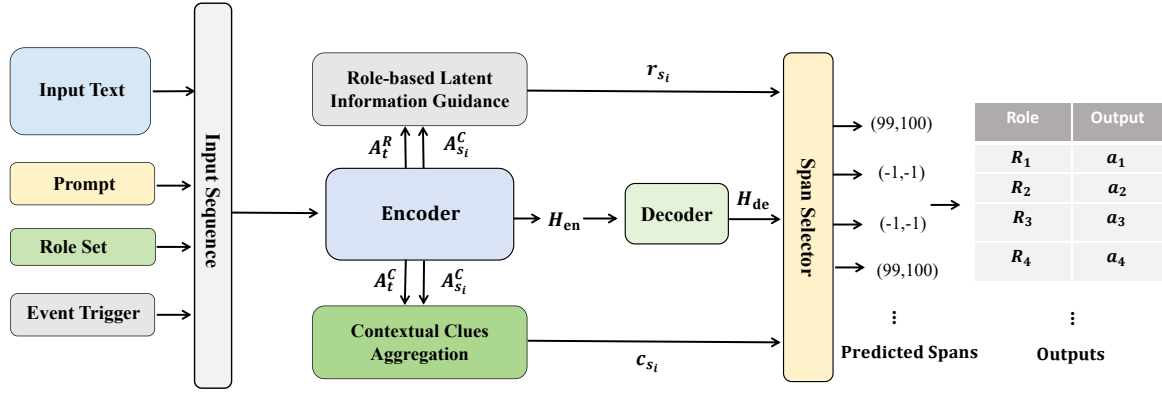 Input Text
Prompt
Role Set
Event Trigger
Input Sequence
Role-based Latent
Information Guidance
A_t^R
A_{s_i}^C
Encoder
A_t^C
A_{s_i}^C
Contextual Clues
Aggregation
H_en
Decoder
H_de
r_{s_i}
c_{s_i}
Span Selector
(99,100)
(-1,-1)
(-1,-1)
(99,100)
⋮
Predicted Spans
Role Output
R_1 a_1
R_2 a_2
R_3 a_3
R_4 a_4
⋮
Outputs